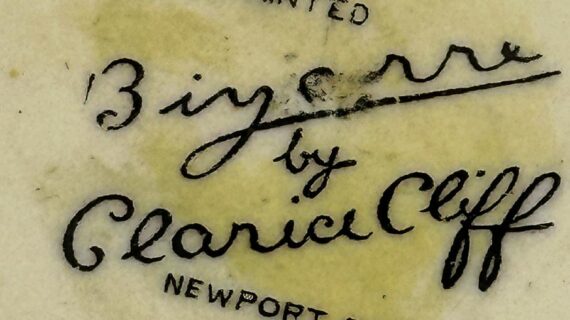 Bizarre
by
Clarice Cliff
NEWPORT